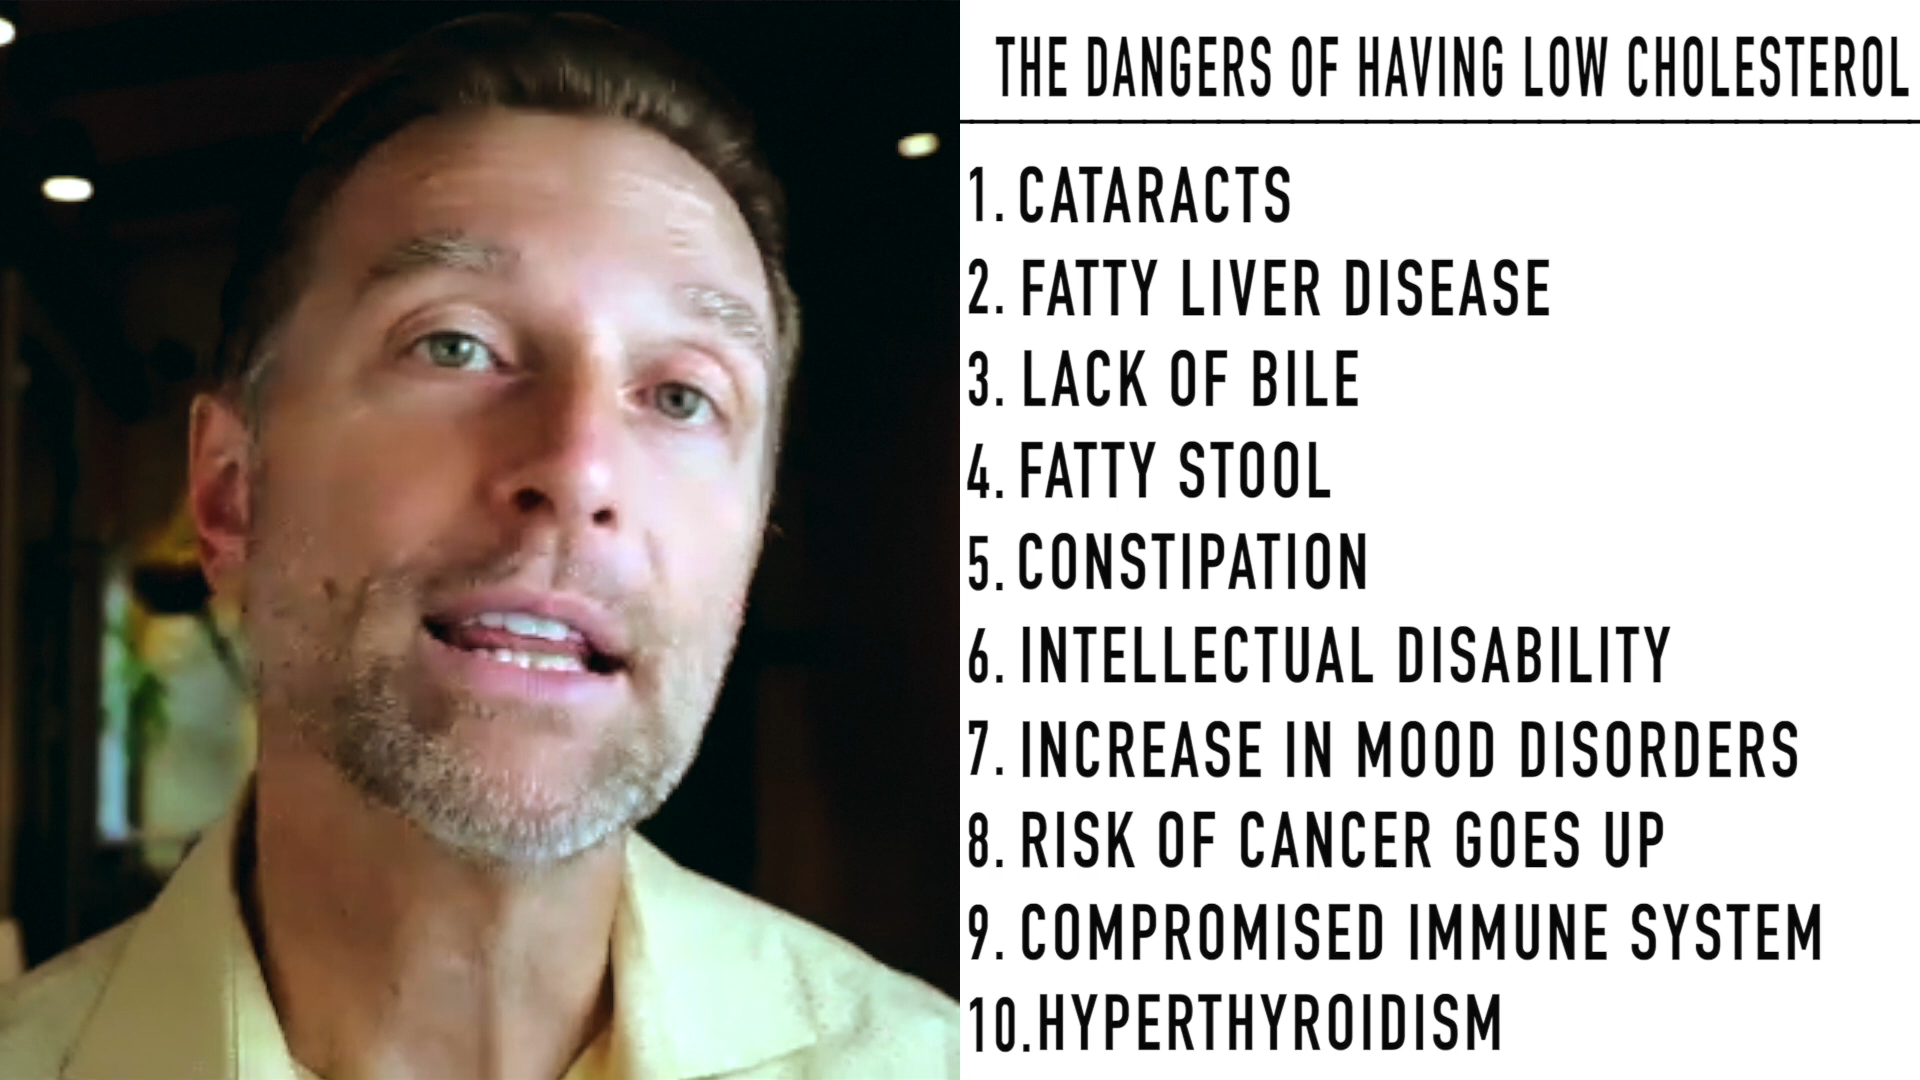 THE DANGERS OF HAVING LOW CHOLESTEROL
1. CATARACTS
2. FATTY LIVER DISEASE
3. LACK OF BILE
4. FATTY STOOL
5. CONSTIPATION
6. INTELLECTUAL DISABILITY
7. INCREASE IN MOOD DISORDERS
8. RISK OF CANCER GOES UP
9. COMPROMISED IMMUNE SYSTEM
10. HYPERTHYROIDISM